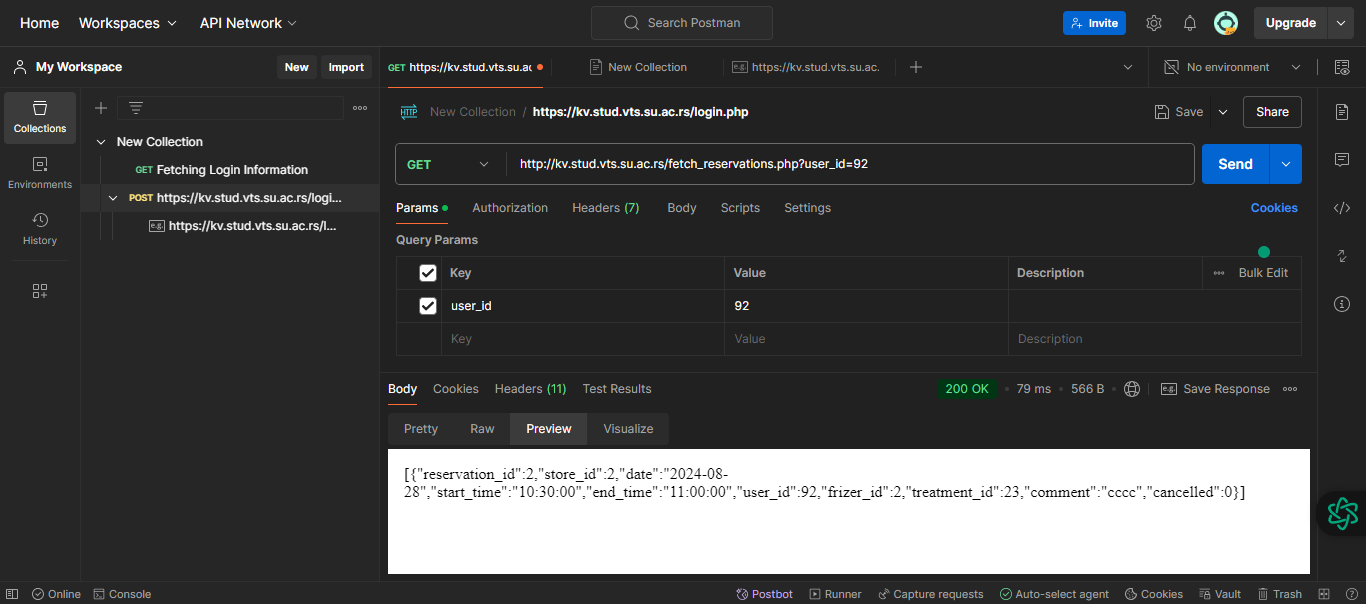 Home Workspaces API Network Search Postman Invite Upgrade
My Workspace New Import GET https://kv.stud.vts.su.ac New Collection https://kv.stud.vts.su.ac. No environment
New Collection / https://kv.stud.vts.su.ac.rs/login.php Save Share
Collections
New Collection
GET http://kv.stud.vts.su.ac.rs/fetch_reservations.php?user_id=92 Send
GET Fetching Login Information
Environments
POST https://kv.stud.vts.su.ac.rs/logi...
Params Authorization Headers (7) Body Scripts Settings Cookies
e.g. https://kv.stud.vts.su.ac.rs/l...
History
Query Params
Key Value Description Bulk Edit
user_id 92
Key Value Description
Body Cookies Headers (11) Test Results 200 OK 79 ms 566 B e.g. Save Response
Pretty Raw Preview Visualize
[{"reservation_id":2,"store_id":2,"date":"2024-08-
28","start_time":"10:30:00","end_time":"11:00:00","user_id":92,"frizer_id":2,"treatment_id":23,"comment":"cccc","cancelled":0}]
Online Console Postbot Runner Capture requests Auto-select agent Cookies Vault Trash